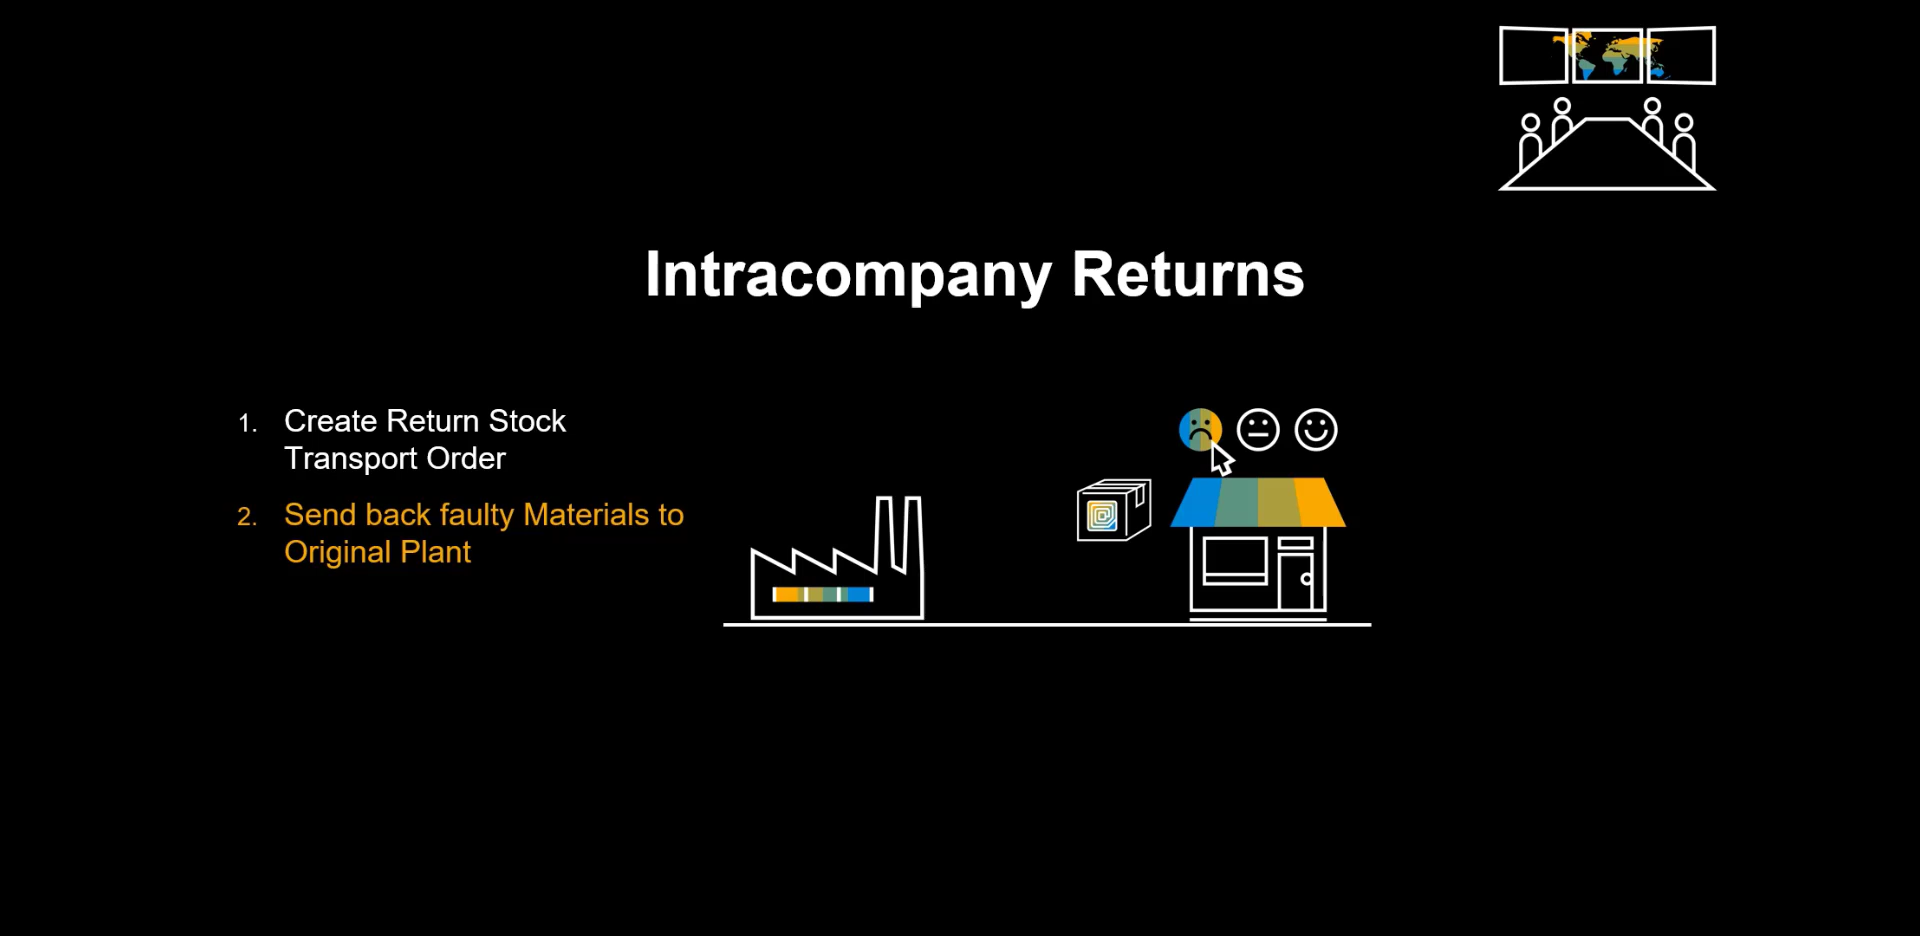 Intracompany Returns
1. Create Return Stock
Transport Order
2. Send back faulty Materials to
Original Plant